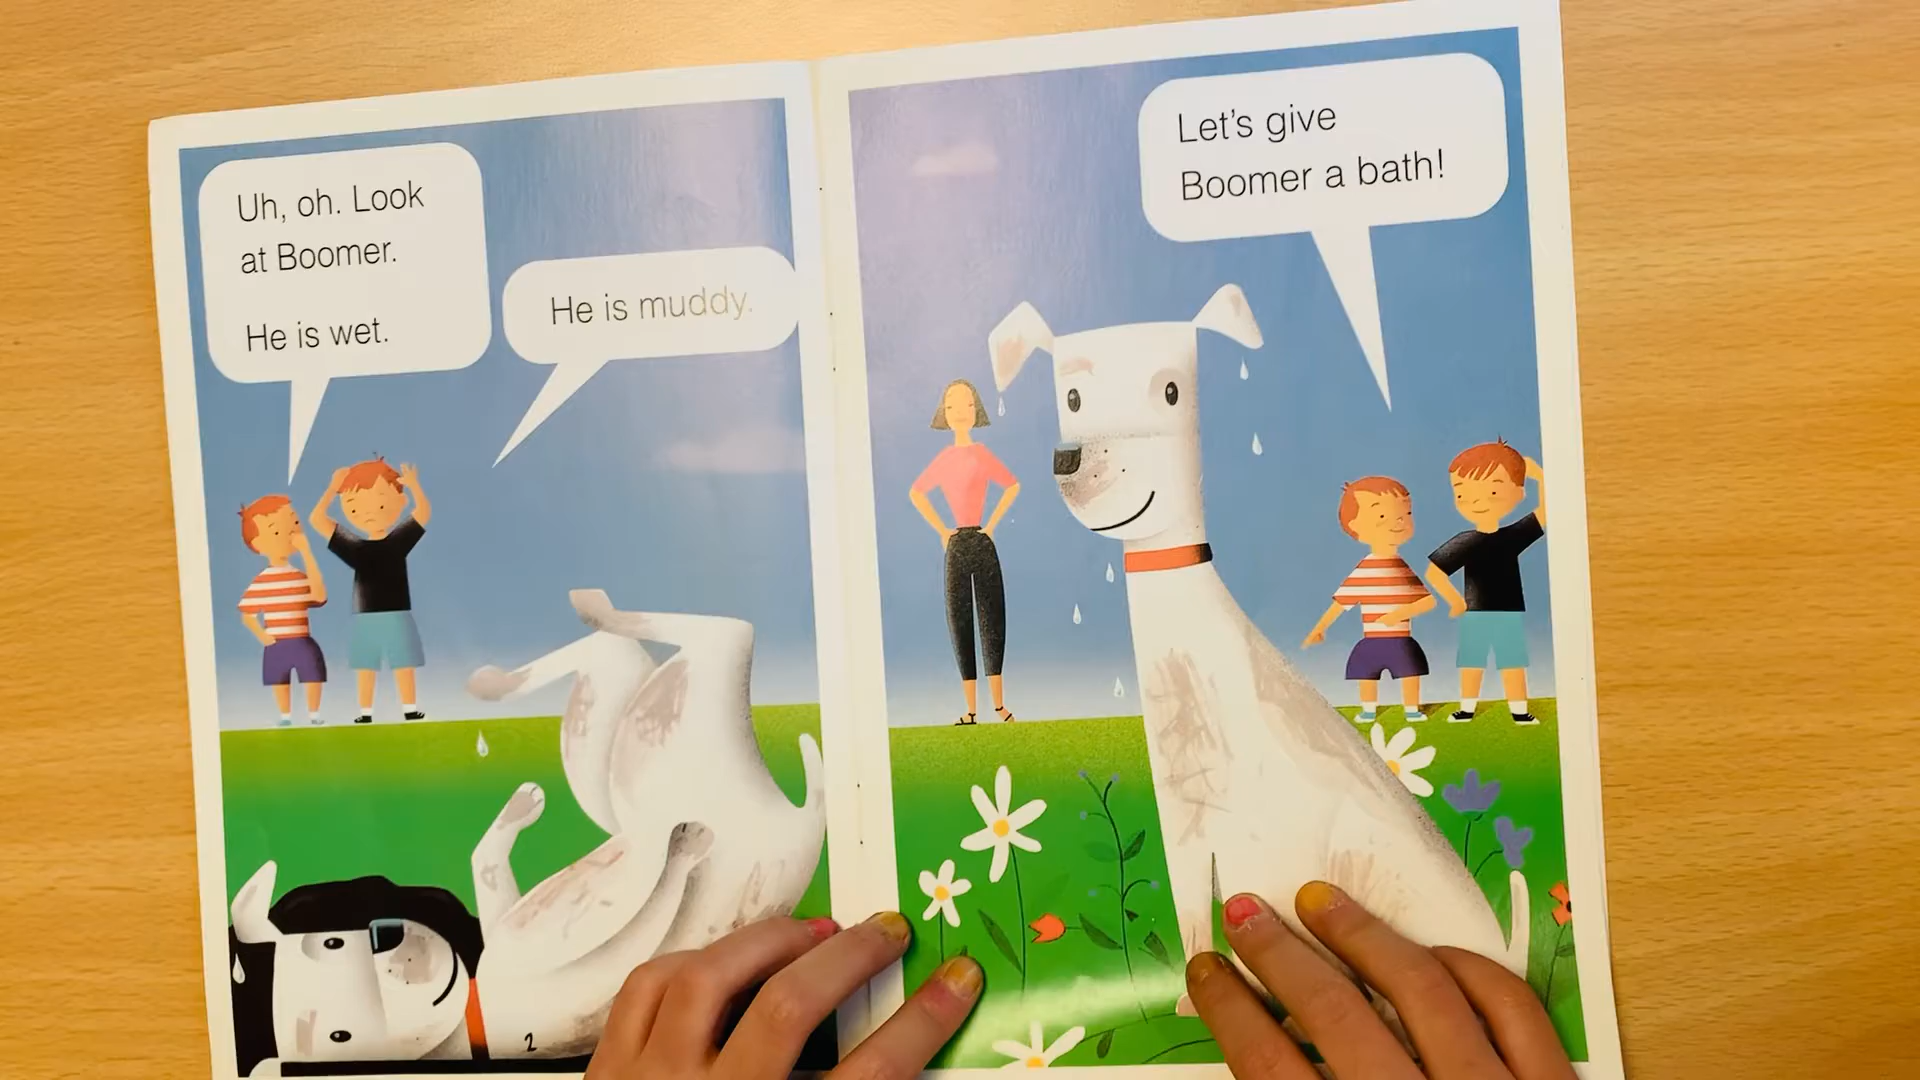 Uh, oh. Look
at Boomer.
He is wet.
He is muddy.
2
Let's give
Boomer a bath!